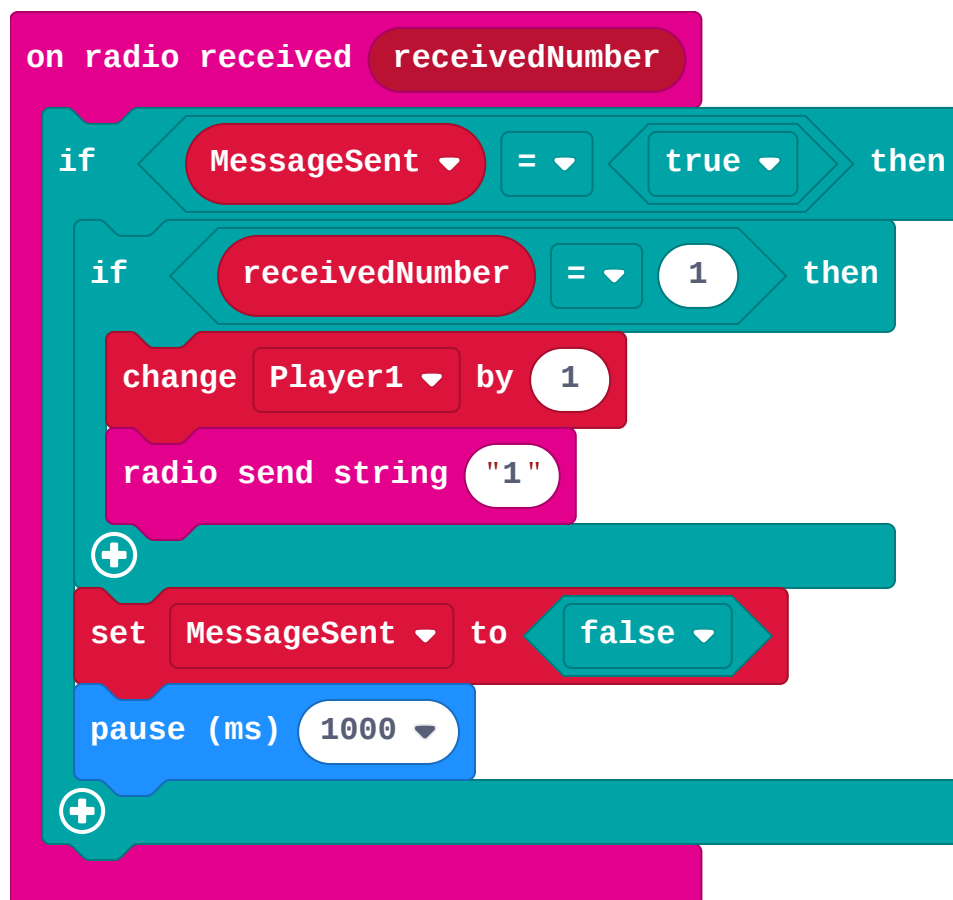 on radio received receivedNumber
if MessageSent = true then
if receivedNumber = 1 then
change Player1 by 1
radio send string "1"
set MessageSent to false
pause (ms) 1000